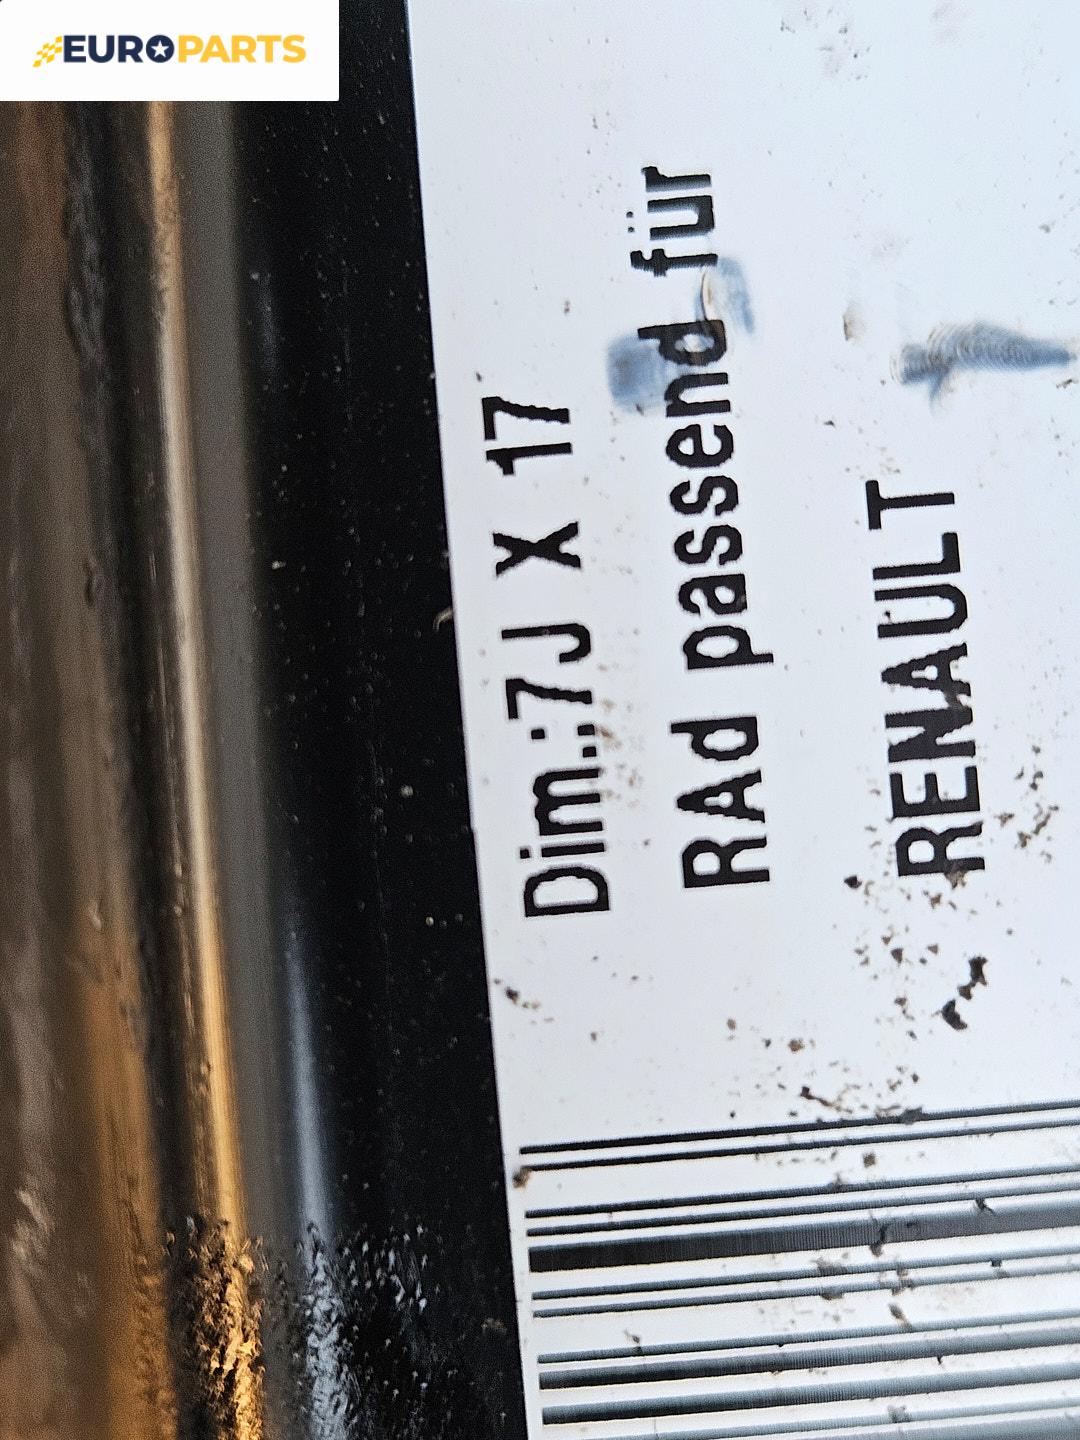 EUROPARTS
Dim.:7J X 17
RAd passend für
RENAULT